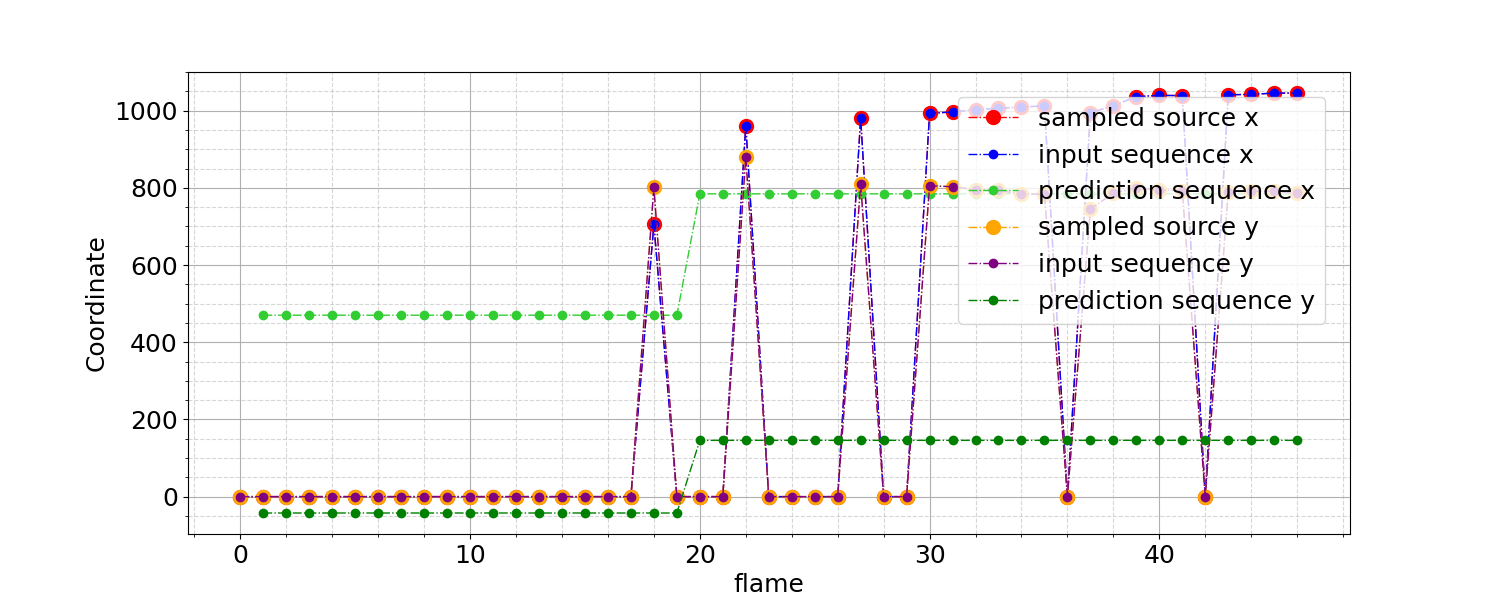 1000
800
600
400
200
0
Coordinate
0
10
20
30
40
flame
sampled source x
input sequence x
prediction sequence x
sampled source y
input sequence y
prediction sequence y